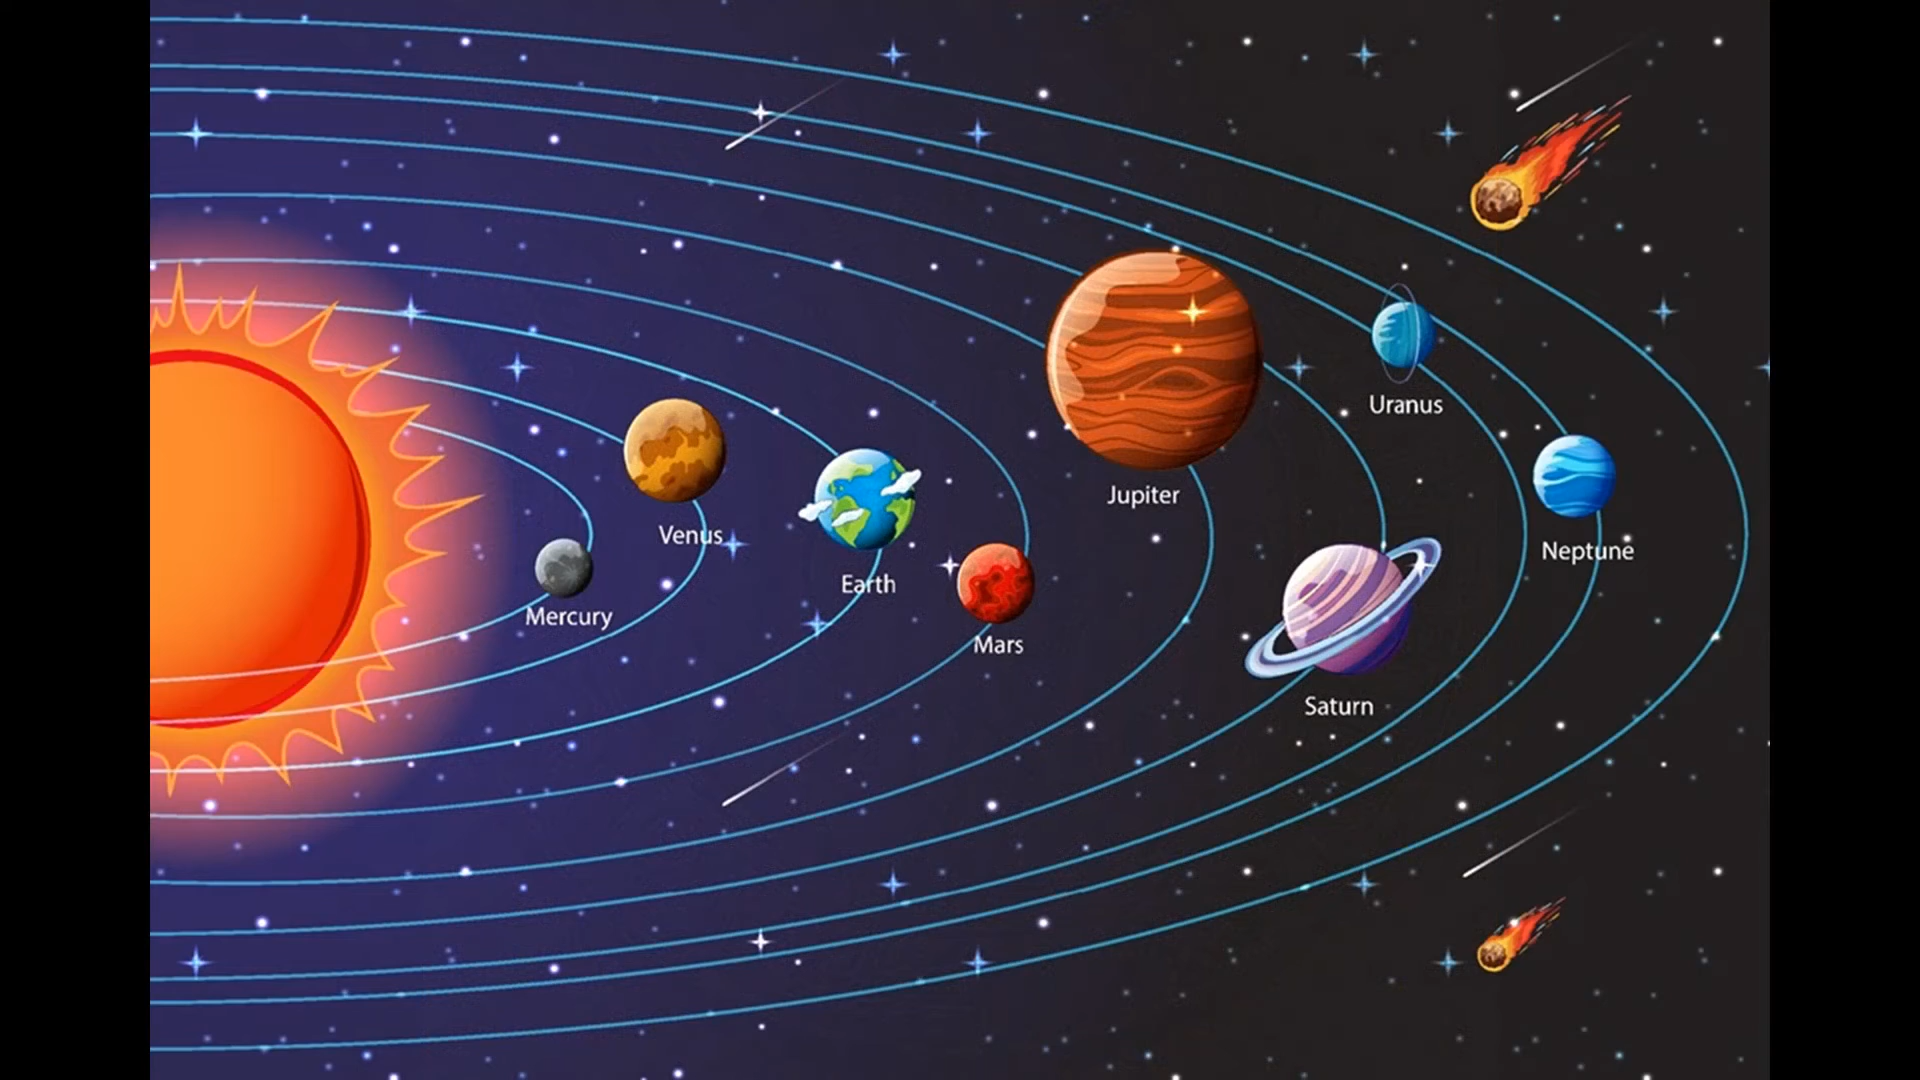 Mercury
Venus
Earth
Mars
Jupiter
Saturn
Uranus
Neptune